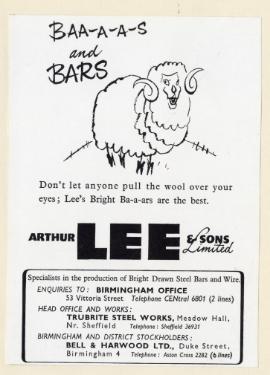 BAA-A-A-S
and
BARS
Don't let anyone pull the wool over your
eyes; Lee's Bright Ba-a-ars are the best.
ARTHUR LEE & SONS
Limited
Specialists in the production of Bright Drawn Steel Bars and Wire.
ENQUIRIES TO: BIRMINGHAM OFFICE
53 Vittoria Street Telephone CENtral 6801 (2 lines)
HEAD OFFICE AND WORKS:
TRUBRITE STEEL WORKS, Meadow Hall,
Nr. Sheffield Telephone: Sheffield 36931
BIRMINGHAM AND DISTRICT STOCKHOLDERS:
BELL & HARWOOD LTD., Duke Street,
Birmingham 4 Telephone: Aston Cross 2282 (6 lines)